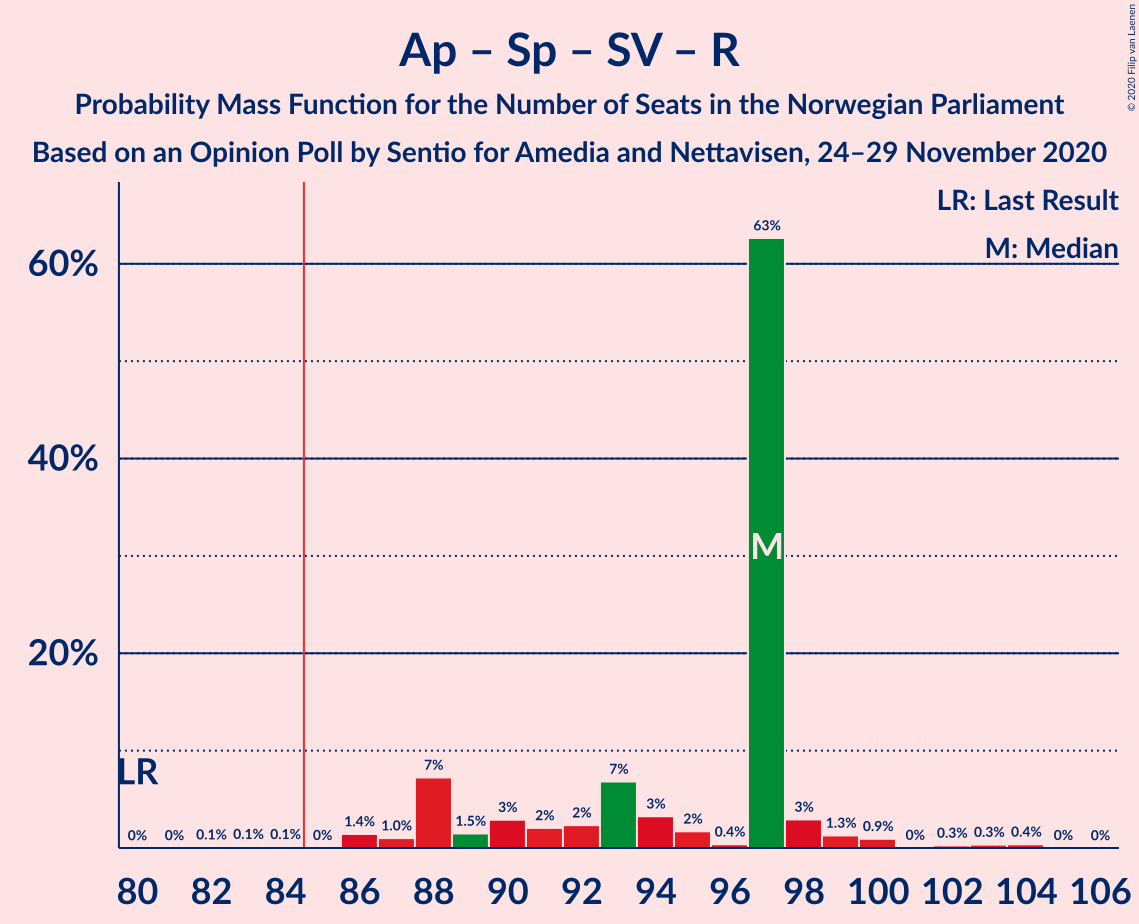 Ap – Sp – SV – R
Probability Mass Function for the Number of Seats in the Norwegian Parliament
Based on an Opinion Poll by Sentio for Amedia and Nettavisen, 24–29 November 2020
© 2020 Filip van Laenen
LR: Last Result
M: Median
60%
40%
20%
LR
M
0% 0% 0.1% 0.1% 0.1% 0% 1.4% 1.0% 7% 1.5% 3% 2% 2% 7% 3% 2% 0.4% 63% 3% 1.3% 0.9% 0% 0.3% 0.3% 0.4% 0% 0%
80 82 84 86 88 90 92 94 96 98 100 102 104 106